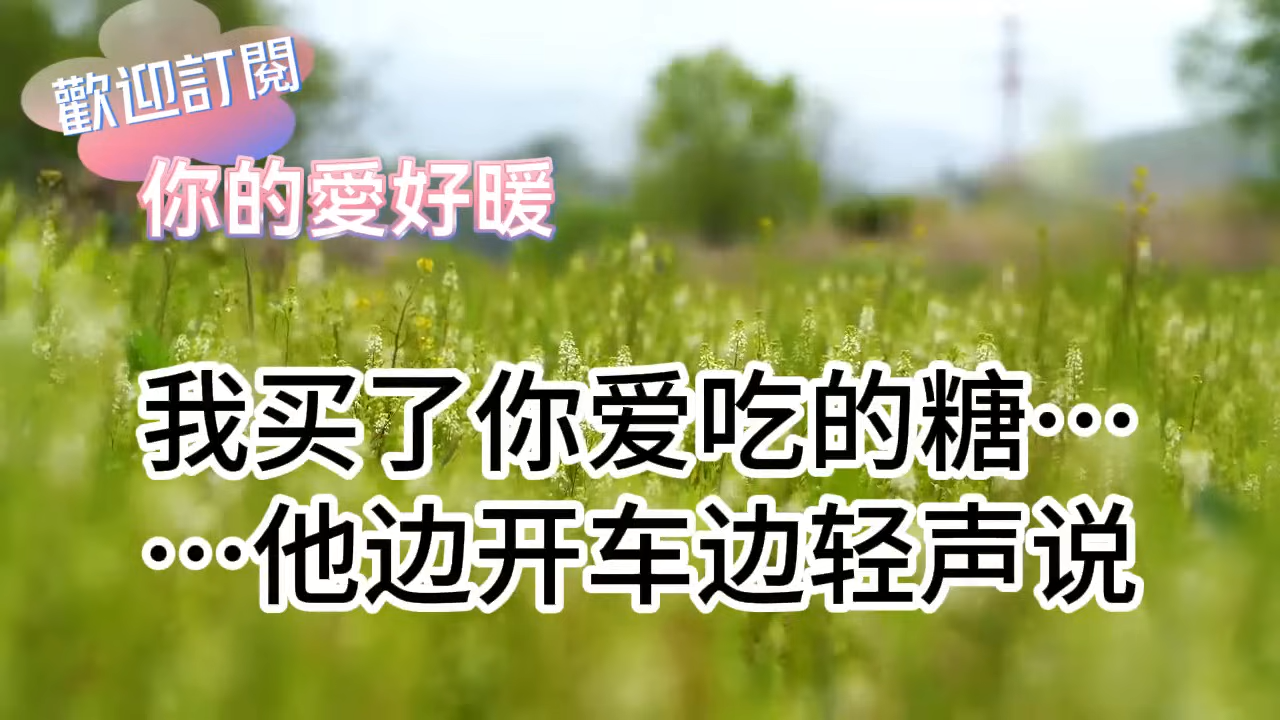 歡迎訂閱
你的愛好暖
我买了你爱吃的糖…
…他边开车边轻声说